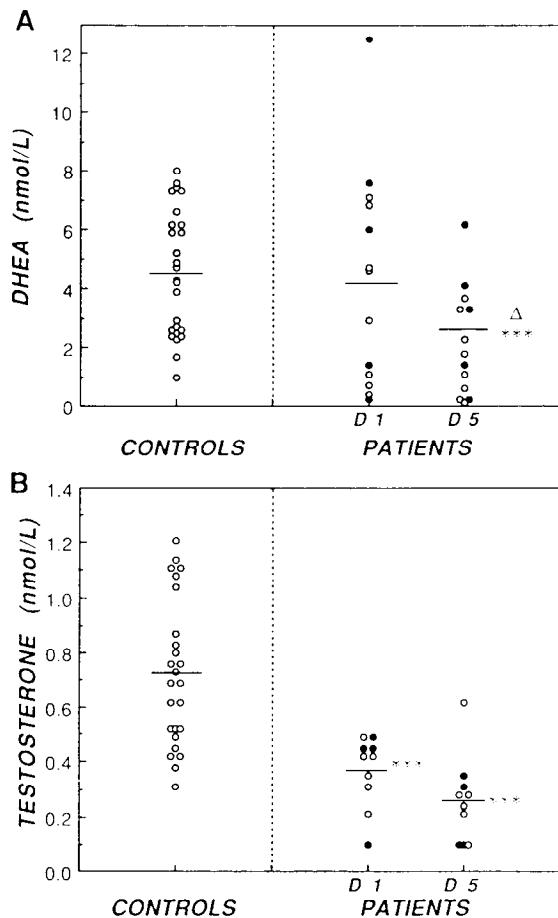 A
DHEA (nmol/L)
12
10
8
6
4
2
0
Δ
***
D 1 D 5
CONTROLS PATIENTS
B
TESTOSTERONE (nmol/L)
1.4
1.2
1.0
0.8
0.6
0.4
0.2
0.0
***
***
D 1 D 5
CONTROLS PATIENTS